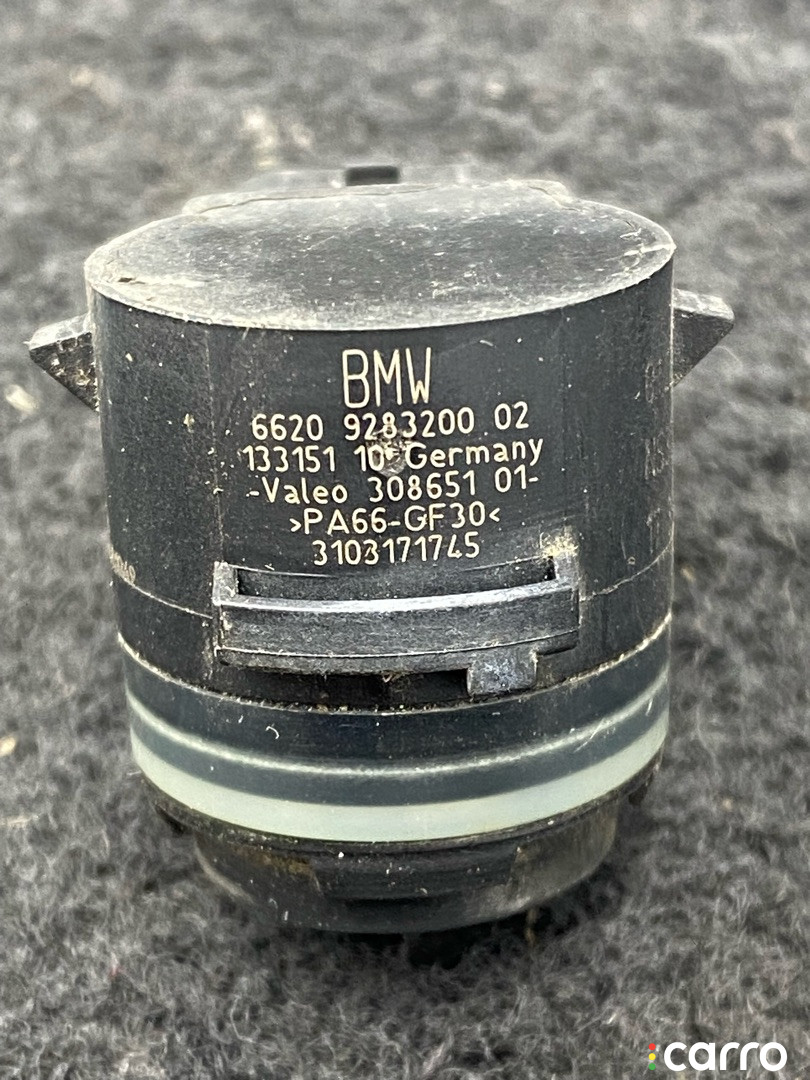 BMW
6620 9283200 02
133151 10 Germany
-Valeo 308651 01-
>PA66-GF30<
3103171745
carro